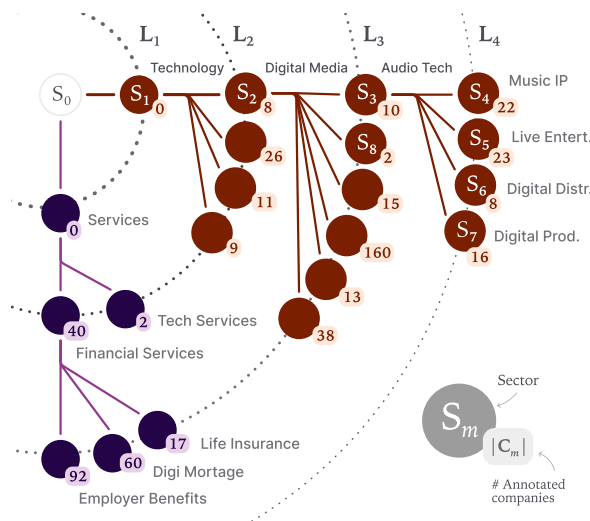 L1 L2 L3 L4
Technology Digital Media Audio Tech
S0 S1 0 S2 8 S3 10 S4 22 Music IP
26 S8 2 S5 23 Live Entert.
11 15 S6 8 Digital Distr.
0 Services 9 160 S7 16 Digital Prod.
13
40 2 Tech Services 38
Financial Services
Sector
Sm
|Cm|
17 Life Insurance
92 60 Digi Mortage
# Annotated
companies
Employer Benefits